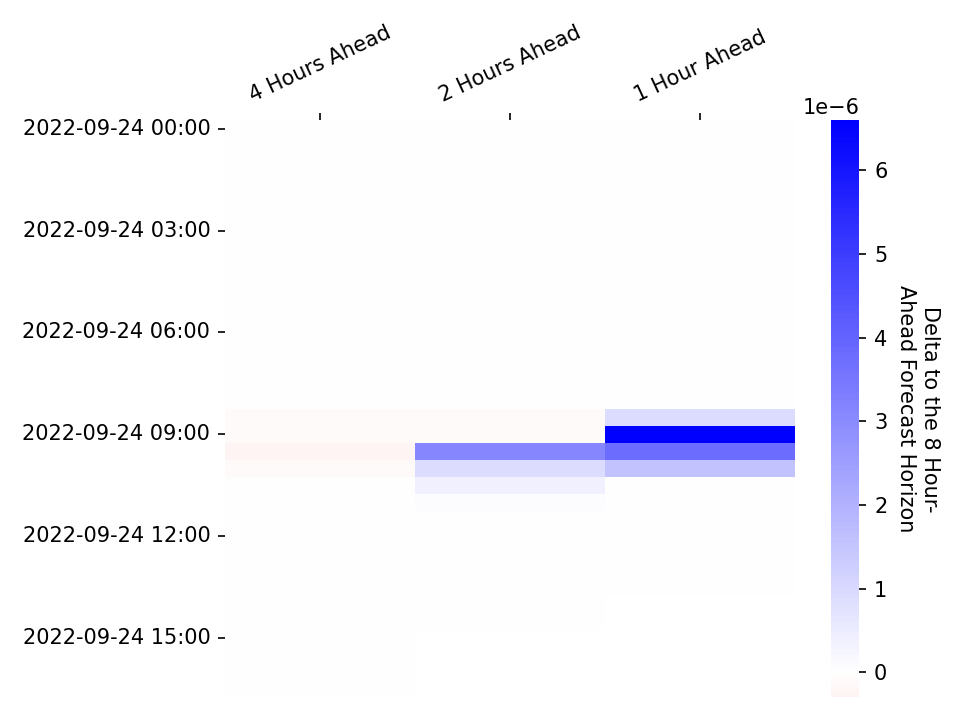 4 Hours Ahead
2 Hours Ahead
1 Hour Ahead
1e−6
2022-09-24 00:00
2022-09-24 03:00
2022-09-24 06:00
2022-09-24 09:00
2022-09-24 12:00
2022-09-24 15:00
6
5
4
3
2
1
0
Delta to the 8 Hour-
Ahead Forecast Horizon